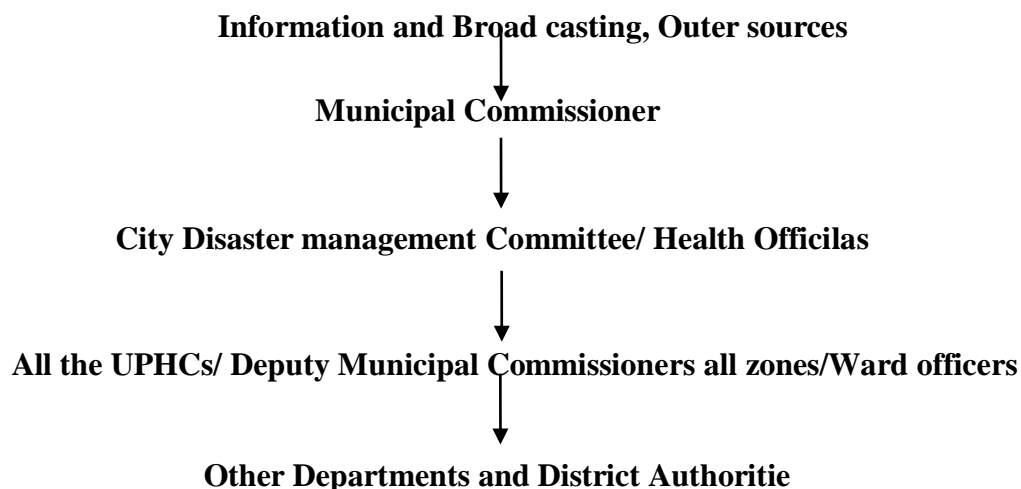 Information and Broad casting, Outer sources
Municipal Commissioner
City Disaster management Committee/ Health Officilas
All the UPHCs/ Deputy Municipal Commissioners all zones/Ward officers
Other Departments and District Authoritie